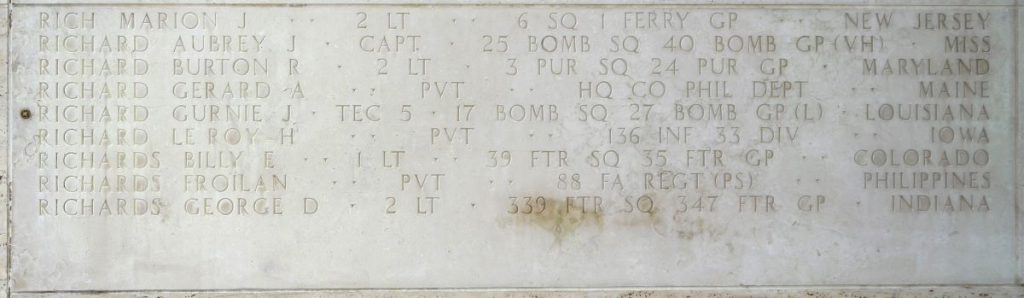 RICH MARION J · 2 LT · 6 SQ 1 FERRY GP · NEW JERSEY
RICHARD AUBREY J · CAPT. · 25 BOMB SQ 40 BOMB GP (VH) · MISS
RICHARD BURTON R · 2 LT · 3 PUR SQ 24 PUR GP · MARYLAND
RICHARD GERARD A · PVT · HQ CO PHIL DEPT · MAINE
RICHARD GURNIE J · TEC 5 · 17 BOMB SQ 27 BOMB GP (L) · LOUISIANA
RICHARD LE ROY H · PVT · 136 INF 33 DIV · IOWA
RICHARDS BILLY E · 1 LT · 39 FTR SQ 35 FTR GP · COLORADO
RICHARDS FROILAN · PVT · 88 FA REGT (PS) · PHILIPPINES
RICHARDS GEORGE D · 2 LT · 339 FTR SQ 347 FTR GP · INDIANA